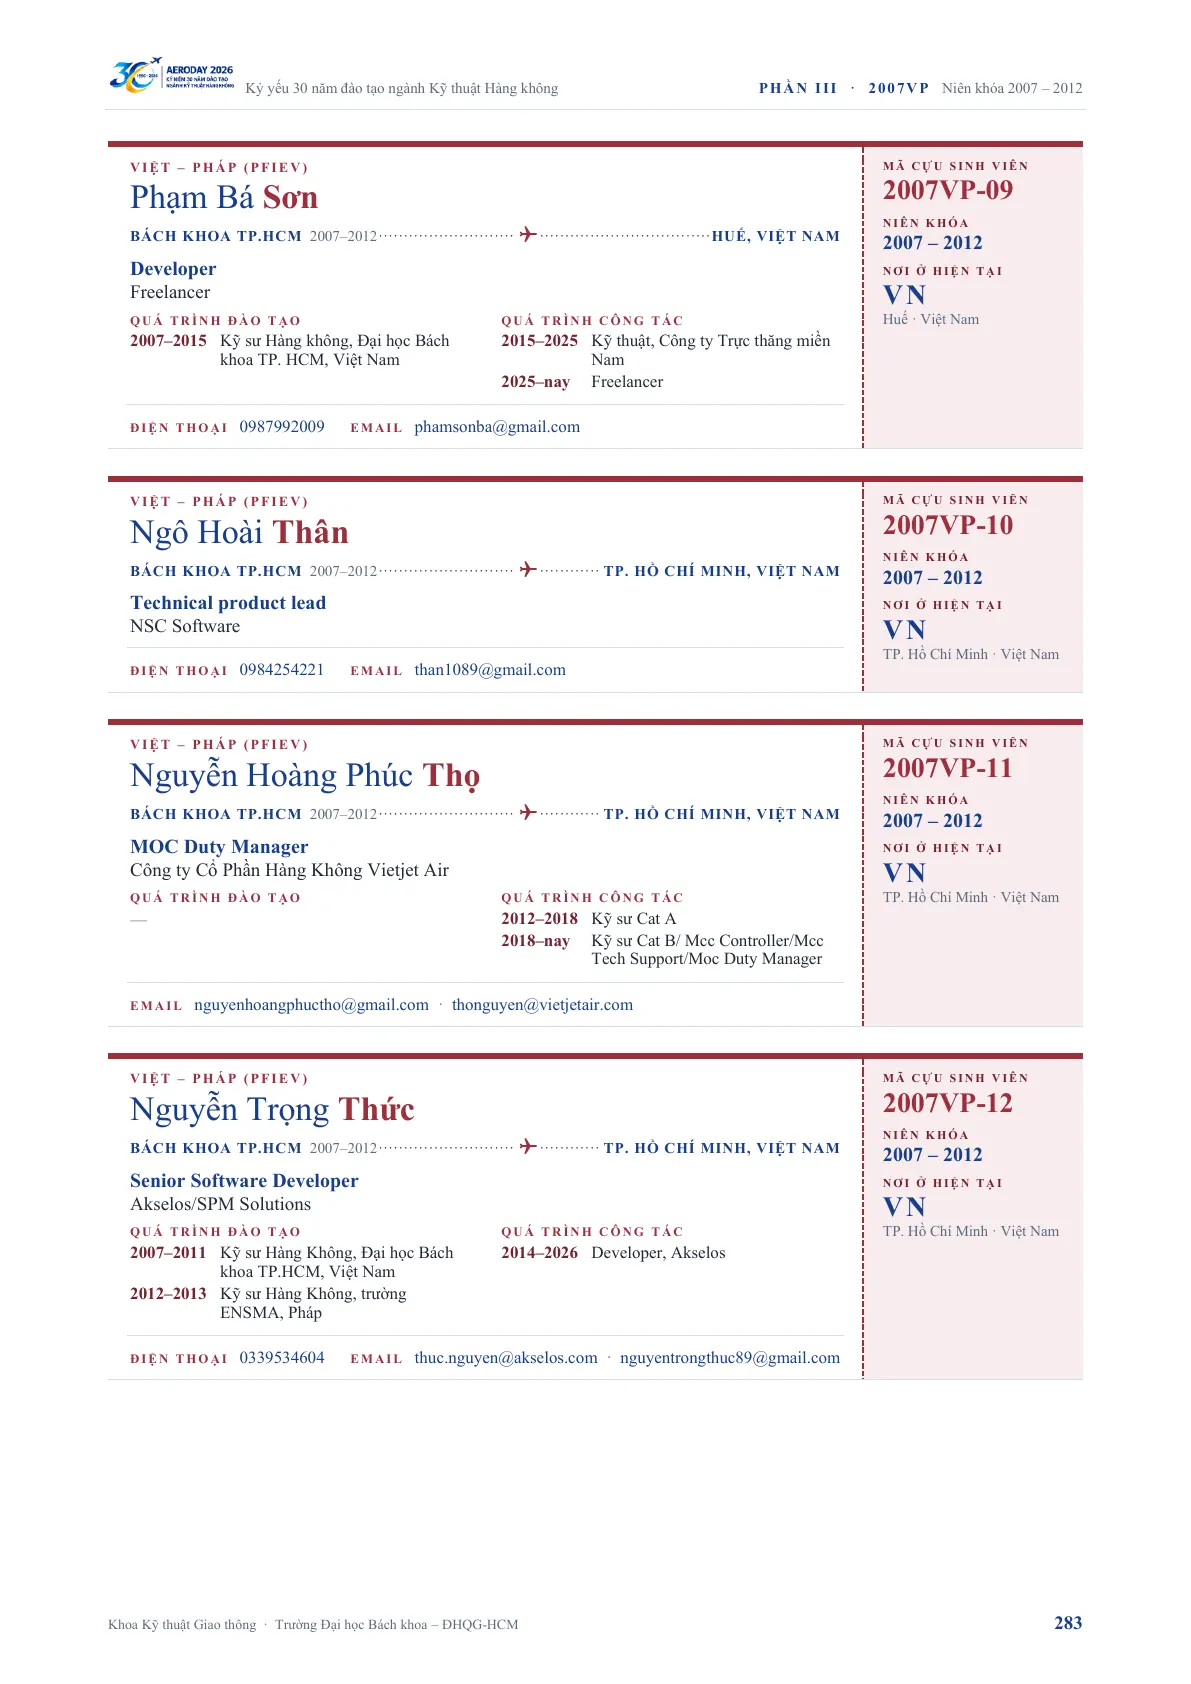 30 1996 - 2026 AERODAY 2026
KỶ NIỆM 30 NĂM ĐÀO TẠO
NGÀNH KỸ THUẬT HÀNG KHÔNG
Kỷ yếu 30 năm đào tạo ngành Kỹ thuật Hàng không
PHẦN III · 2007VP Niên khóa 2007 – 2012
VIỆT – PHÁP (PFIEV)
Phạm Bá Sơn
BÁCH KHOA TP.HCM 2007–2012 HUẾ, VIỆT NAM
Developer
Freelancer
QUÁ TRÌNH ĐÀO TẠO
2007–2015 Kỹ sư Hàng không, Đại học Bách
khoa TP. HCM, Việt Nam
QUÁ TRÌNH CÔNG TÁC
2015–2025 Kỹ thuật, Công ty Trực thăng miền
Nam
2025–nay Freelancer
ĐIỆN THOẠI 0987992009 EMAIL phamsonba@gmail.com
MÃ CỰU SINH VIÊN
2007VP-09
NIÊN KHÓA
2007 – 2012
NƠI Ở HIỆN TẠI
VN
Huế · Việt Nam
VIỆT – PHÁP (PFIEV)
Ngô Hoài Thân
BÁCH KHOA TP.HCM 2007–2012 TP. HỒ CHÍ MINH, VIỆT NAM
Technical product lead
NSC Software
ĐIỆN THOẠI 0984254221 EMAIL than1089@gmail.com
MÃ CỰU SINH VIÊN
2007VP-10
NIÊN KHÓA
2007 – 2012
NƠI Ở HIỆN TẠI
VN
TP. Hồ Chí Minh · Việt Nam
VIỆT – PHÁP (PFIEV)
Nguyễn Hoàng Phúc Thọ
BÁCH KHOA TP.HCM 2007–2012 TP. HỒ CHÍ MINH, VIỆT NAM
MOC Duty Manager
Công ty Cổ Phần Hàng Không Vietjet Air
QUÁ TRÌNH ĐÀO TẠO
—
QUÁ TRÌNH CÔNG TÁC
2012–2018 Kỹ sư Cat A
2018–nay Kỹ sư Cat B/ Mcc Controller/Mcc
Tech Support/Moc Duty Manager
EMAIL nguyenhoangphuctho@gmail.com · thonguyen@vietjetair.com
MÃ CỰU SINH VIÊN
2007VP-11
NIÊN KHÓA
2007 – 2012
NƠI Ở HIỆN TẠI
VN
TP. Hồ Chí Minh · Việt Nam
VIỆT – PHÁP (PFIEV)
Nguyễn Trọng Thức
BÁCH KHOA TP.HCM 2007–2012 TP. HỒ CHÍ MINH, VIỆT NAM
Senior Software Developer
Akselos/SPM Solutions
QUÁ TRÌNH ĐÀO TẠO
2007–2011 Kỹ sư Hàng Không, Đại học Bách
khoa TP.HCM, Việt Nam
2012–2013 Kỹ sư Hàng Không, trường
ENSMA, Pháp
QUÁ TRÌNH CÔNG TÁC
2014–2026 Developer, Akselos
ĐIỆN THOẠI 0339534604 EMAIL thuc.nguyen@akselos.com · nguyentrongthuc89@gmail.com
MÃ CỰU SINH VIÊN
2007VP-12
NIÊN KHÓA
2007 – 2012
NƠI Ở HIỆN TẠI
VN
TP. Hồ Chí Minh · Việt Nam
Khoa Kỹ thuật Giao thông · Trường Đại học Bách khoa – ĐHQG-HCM
283